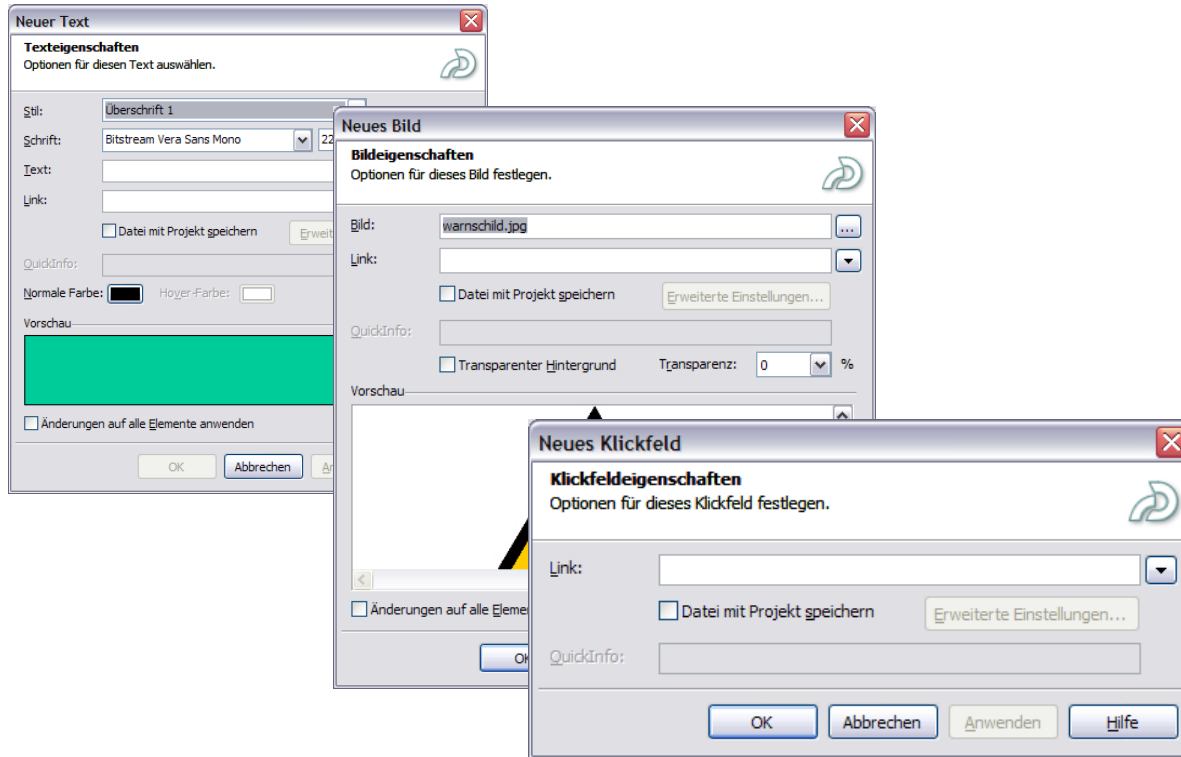 Neuer Text
Texteigenschaften
Optionen für diesen Text auswählen.
Stil: Überschrift 1
Schrift: Bitstream Vera Sans Mono 22
Text:
Link:
Datei mit Projekt speichern
QuickInfo:
Normale Farbe: Hover-Farbe:
Vorschau
Änderungen auf alle Elemente anwenden
OK Abbrechen
Neues Bild
Bildeigenschaften
Optionen für dieses Bild festlegen.
Bild: warnschild.jpg ...
Link:
Datei mit Projekt speichern Erweiterte Einstellungen...
QuickInfo:
Transparenter Hintergrund Transparenz: 0 %
Vorschau
Änderungen auf alle
Neues Klickfeld
Klickfeldeigenschaften
Optionen für dieses Klickfeld festlegen.
Link:
Datei mit Projekt speichern Erweiterte Einstellungen...
QuickInfo:
OK Abbrechen Anwenden Hilfe